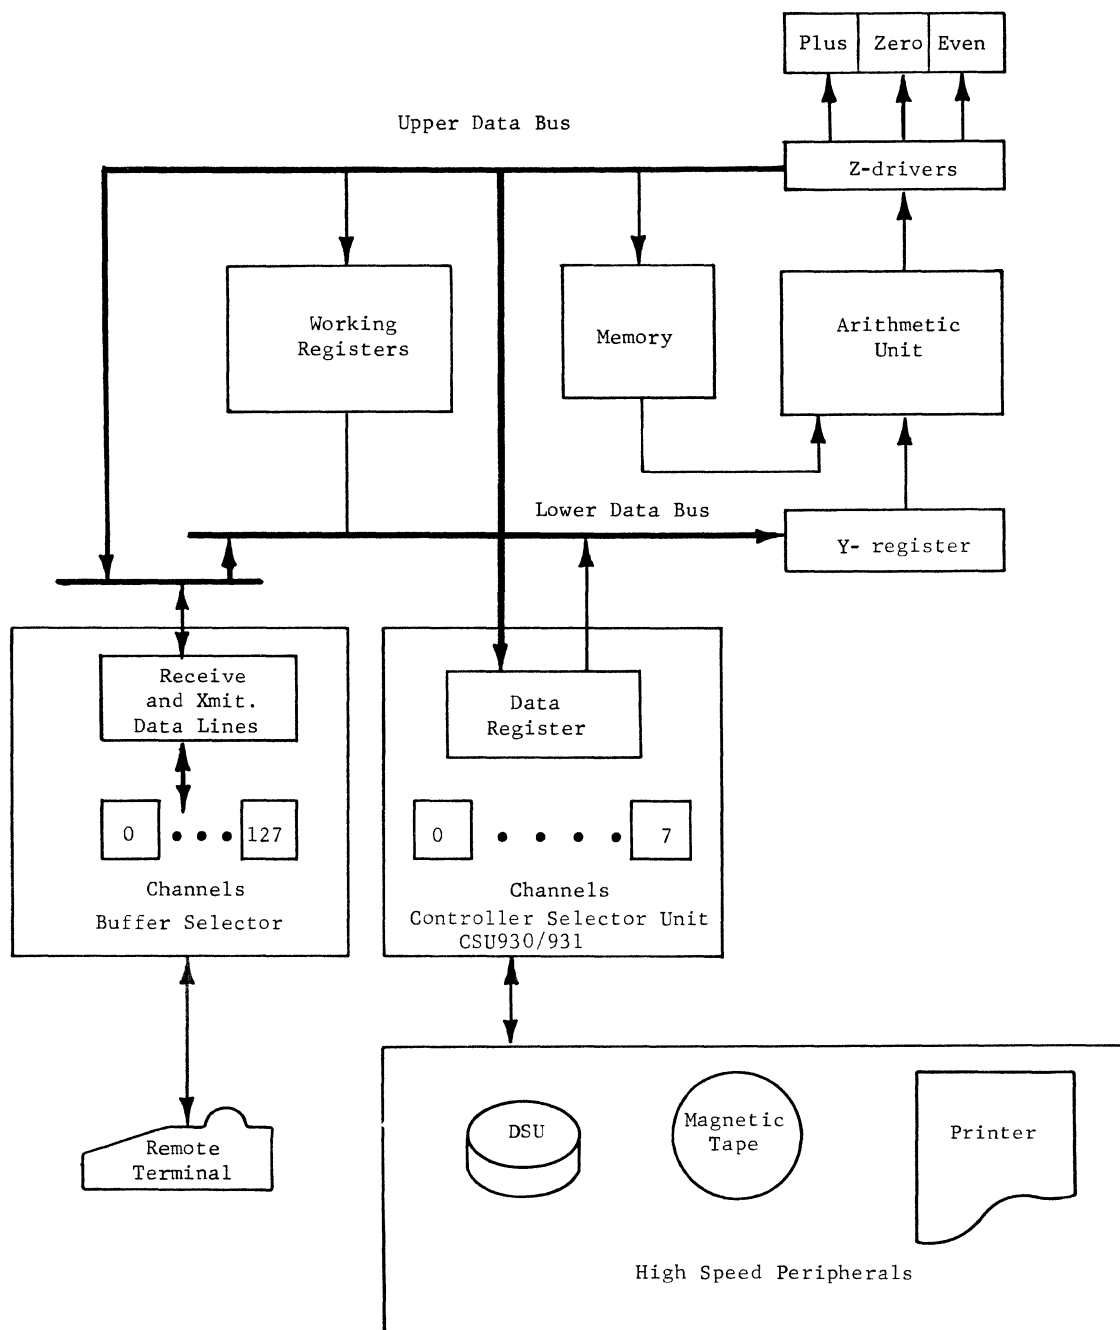 Plus Zero Even
Upper Data Bus
Z-drivers
Working
Registers
Memory
Arithmetic
Unit
Lower Data Bus
Y- register
Receive
and Xmit.
Data Lines
Data
Register
0 127
Channels
Buffer Selector
0 7
Channels
Controller Selector Unit
CSU930/931
Remote
Terminal
DSU
Magnetic
Tape
Printer
High Speed Peripherals